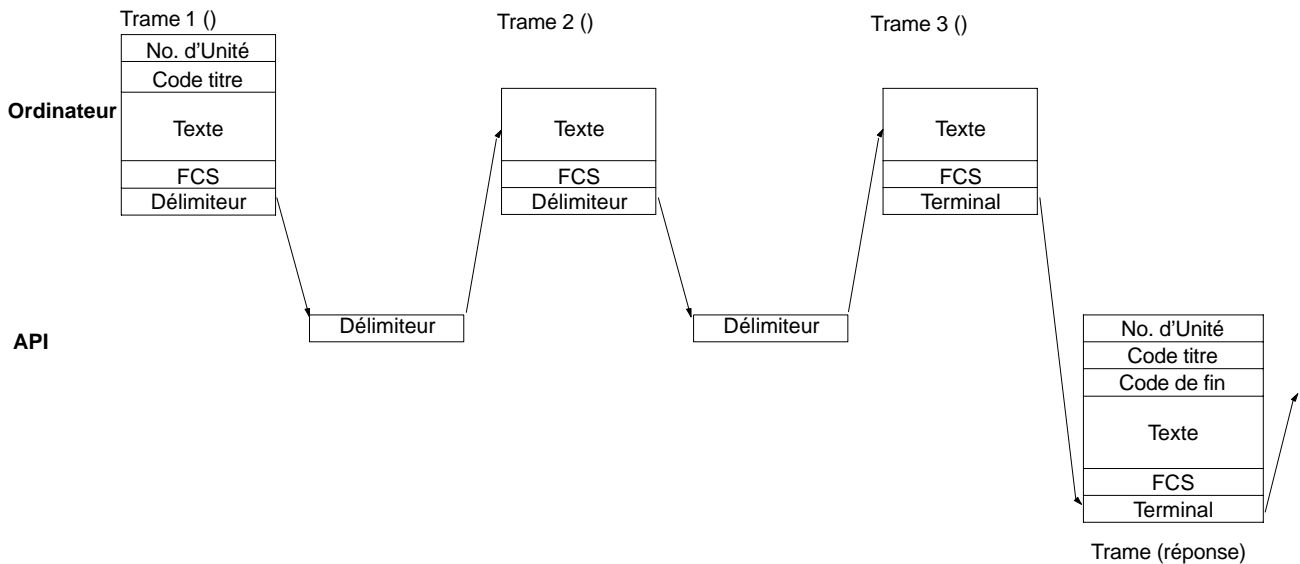 Trame 1 ()
Trame 2 ()
Trame 3 ()
Ordinateur
No. d'Unité
Code titre
Texte
FCS
Délimiteur
Texte
FCS
Délimiteur
Texte
FCS
Terminal
API
Délimiteur
Délimiteur
No. d'Unité
Code titre
Code de fin
Texte
FCS
Terminal
Trame (réponse)